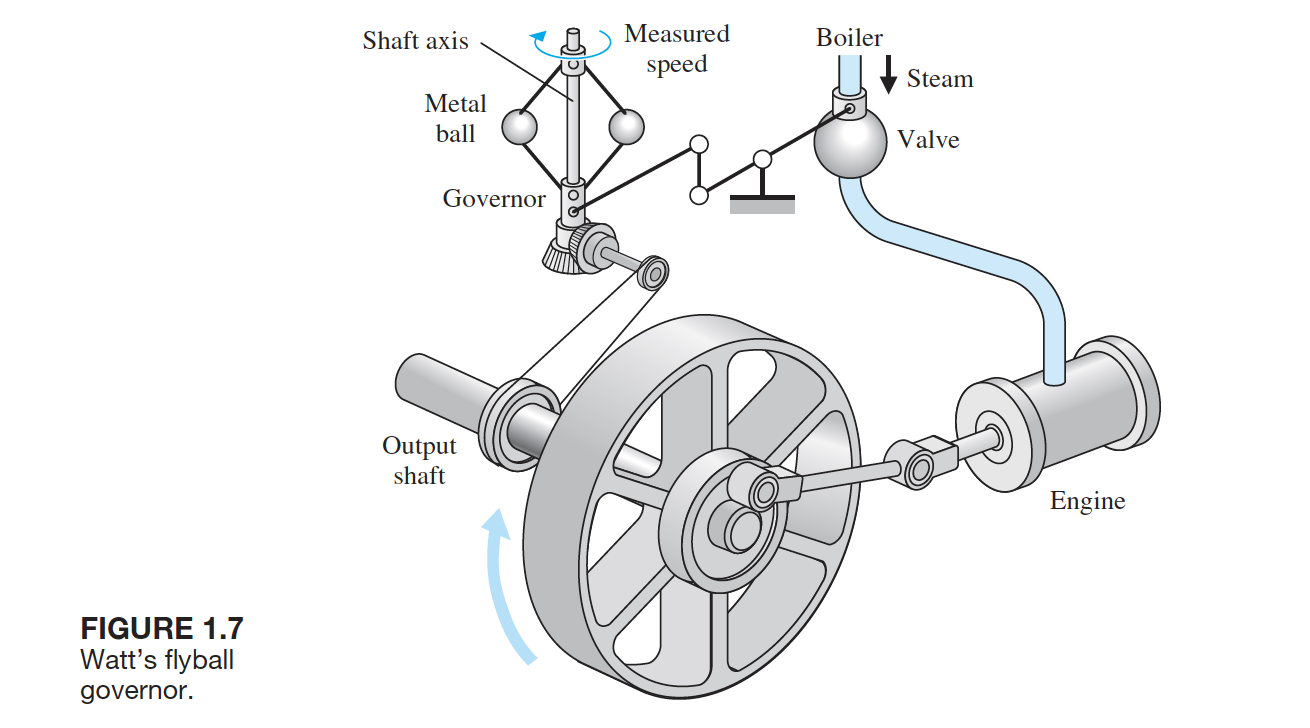 Shaft axis
Measured
speed
Boiler
Steam
Metal
ball
Valve
Governor
Output
shaft
Engine
FIGURE 1.7
Watt’s flyball
governor.